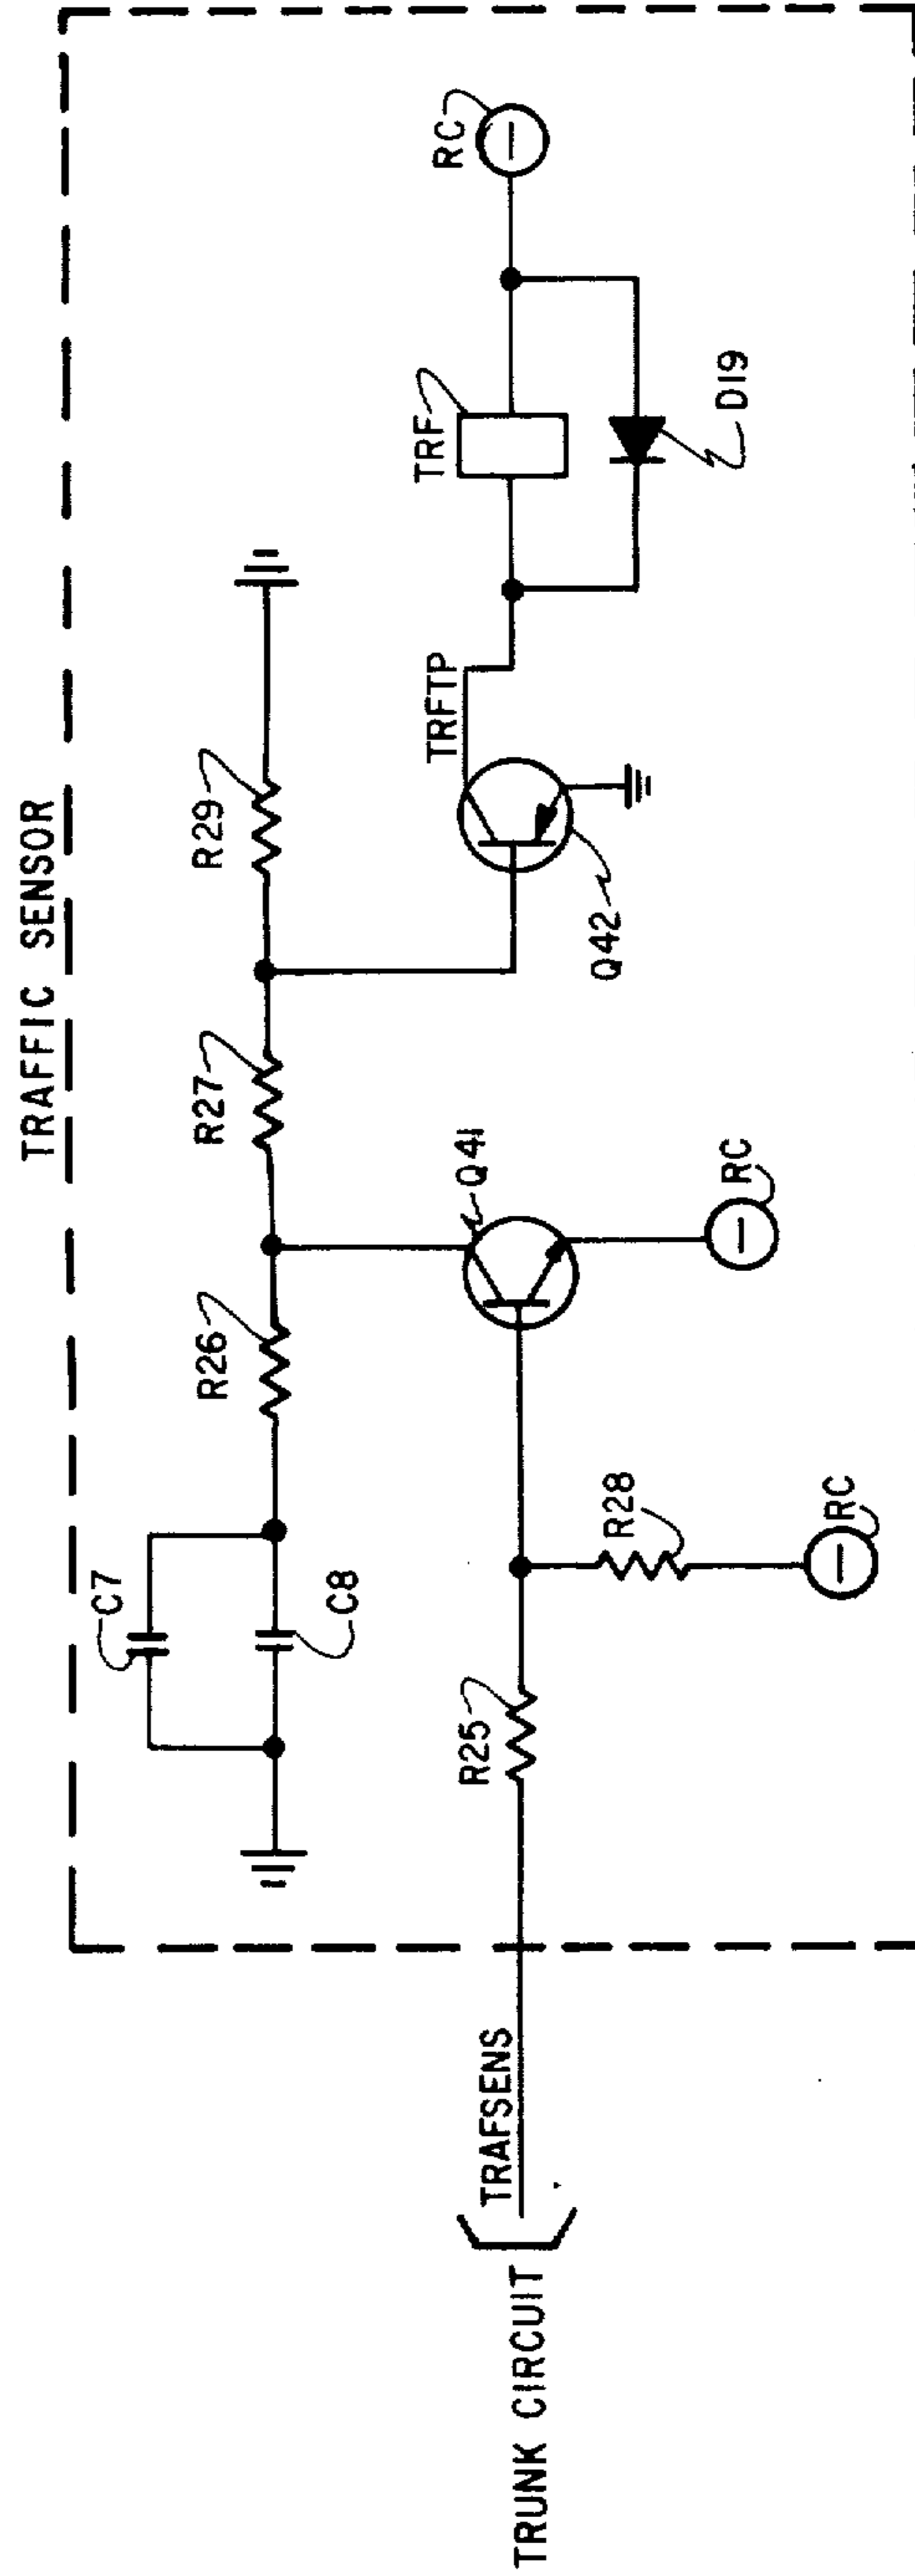 TRAFFIC SENSOR
C7
C8
R26
R27
R29
Q41
RC
TRFTP
TRF
RC
Q42
D19
TRUNK CIRCUIT
TRAFSENS
R25
R28
RC